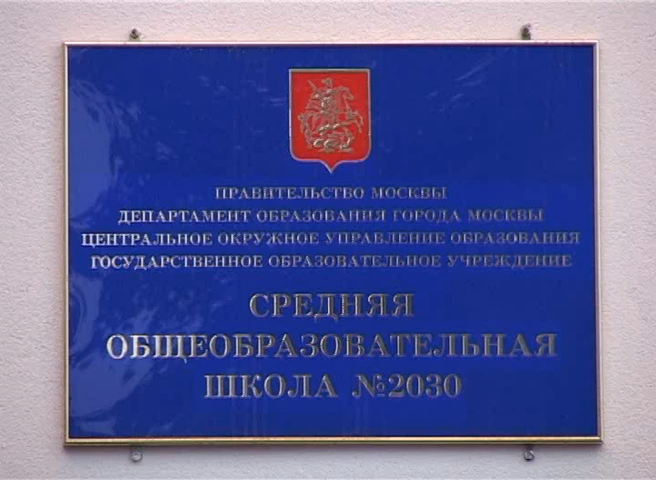 ПРАВИТЕЛЬСТВО МОСКВЫ
ДЕПАРТАМЕНТ ОБРАЗОВАНИЯ ГОРОДА МОСКВЫ
ЦЕНТРАЛЬНОЕ ОКРУЖНОЕ УПРАВЛЕНИЕ ОБРАЗОВАНИЯ
ГОСУДАРСТВЕННОЕ ОБРАЗОВАТЕЛЬНОЕ УЧРЕЖДЕНИЕ
СРЕДНЯЯ
ОБЩЕОБРАЗОВАТЕЛЬНАЯ
ШКОЛА №2030